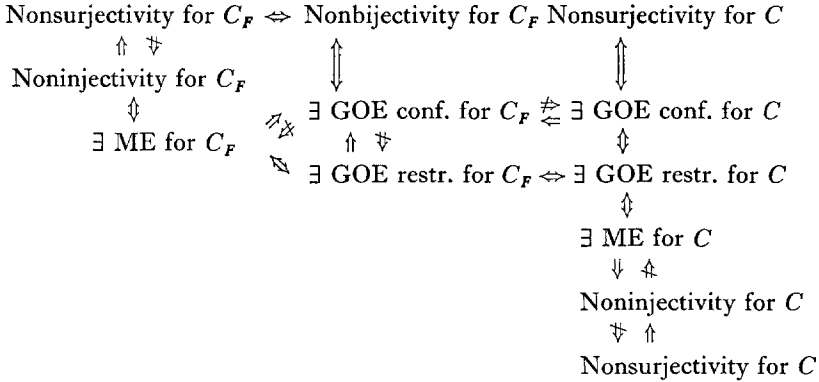 Nonsurjectivity for C_F ⇔ Nonbijectivity for C_F Nonsurjectivity for C
⇑ ⇏
Noninjectivity for C_F
⇕
∃ ME for C_F
∃ GOE conf. for C_F ⇏ ⇐ ∃ GOE conf. for C
⇑ ⇏
∃ GOE restr. for C_F ⇔ ∃ GOE restr. for C
⇕
∃ ME for C
⇓ ⇍
Noninjectivity for C
⇏ ⇑
Nonsurjectivity for C